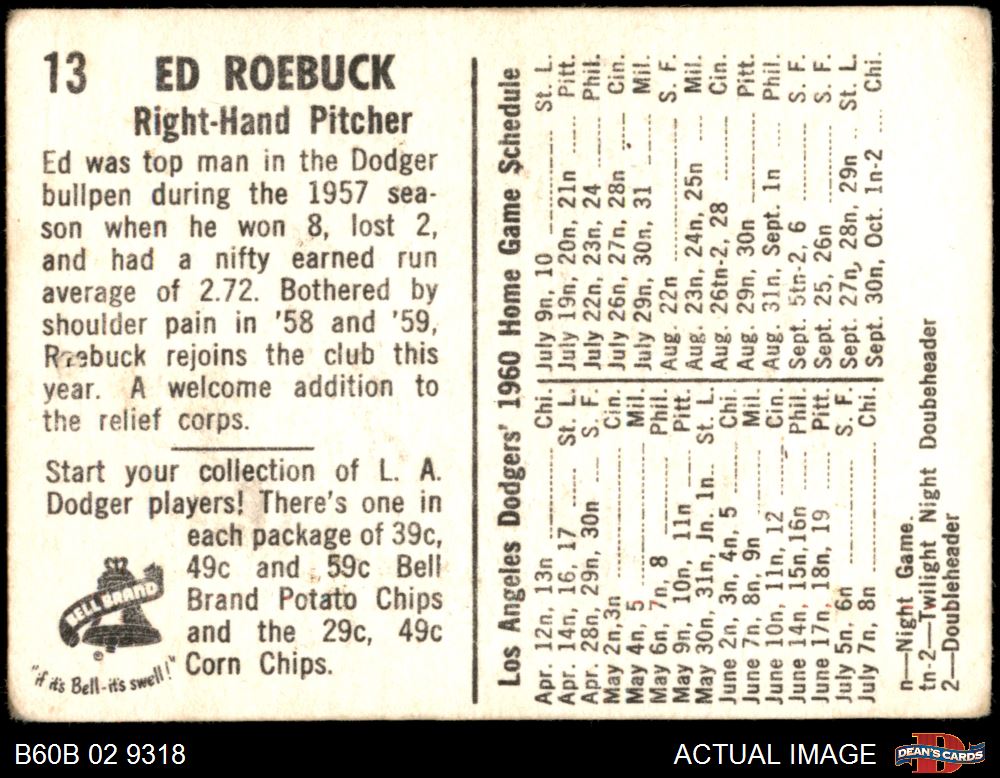 13 ED ROEBUCK
Right-Hand Pitcher
Ed was top man in the Dodger
bullpen during the 1957 sea-
son when he won 8, lost 2,
and had a nifty earned run
average of 2.72. Bothered by
shoulder pain in '58 and '59,
Roebuck rejoins the club this
year. A welcome addition to
the relief corps.
Start your collection of L. A.
Dodger players! There's one in
each package of 39c,
49c and 59c Bell
Brand Potato Chips
and the 29c, 49c
Corn Chips.
BELL BRAND
"if it's Bell-it's swell!"
Los Angeles Dodgers' 1960 Home Game Schedule
Apr. 12n, 13n Chi.
Apr. 14n, 16, 17 St. L.
Apr. 28n, 29n, 30n S. F.
May 2n, 3n Cin.
May 4n, 5 Mil.
May 6n, 7n, 8 Phil.
May 9n, 10n, 11n Pitt.
May 30n, 31n, Jn. 1n St. L.
June 2n, 3n, 4n, 5 Chi.
June 7n, 8n, 9n Mil.
June 10n, 11n, 12 Cin.
June 14n, 15n, 16n Phil.
June 17n, 18n, 19 Pitt.
July 5n, 6n S. F.
July 7n, 8n Chi.
July 9n, 10 St. L.
July 19n, 20n, 21n Pitt.
July 22n, 23n, 24 Phil.
July 26n, 27n, 28n Cin.
July 29n, 30n, 31 Mil.
Aug. 22n S. F.
Aug. 23n, 24n, 25n Mil.
Aug. 26tn-2, 28 Cin.
Aug. 29n, 30n Pitt.
Aug. 31n, Sept. 1n Phil.
Sept. 5tn-2, 6 S. F.
Sept. 25, 26n S. F.
Sept. 27n, 28n, 29n St. L.
Sept. 30n, Oct. 1n-2 Chi.
n—Night Game.
tn-2—Twilight Night Doubeheader
2—Doubleheader
B60B 02 9318
ACTUAL IMAGE
DEAN'S CARDS